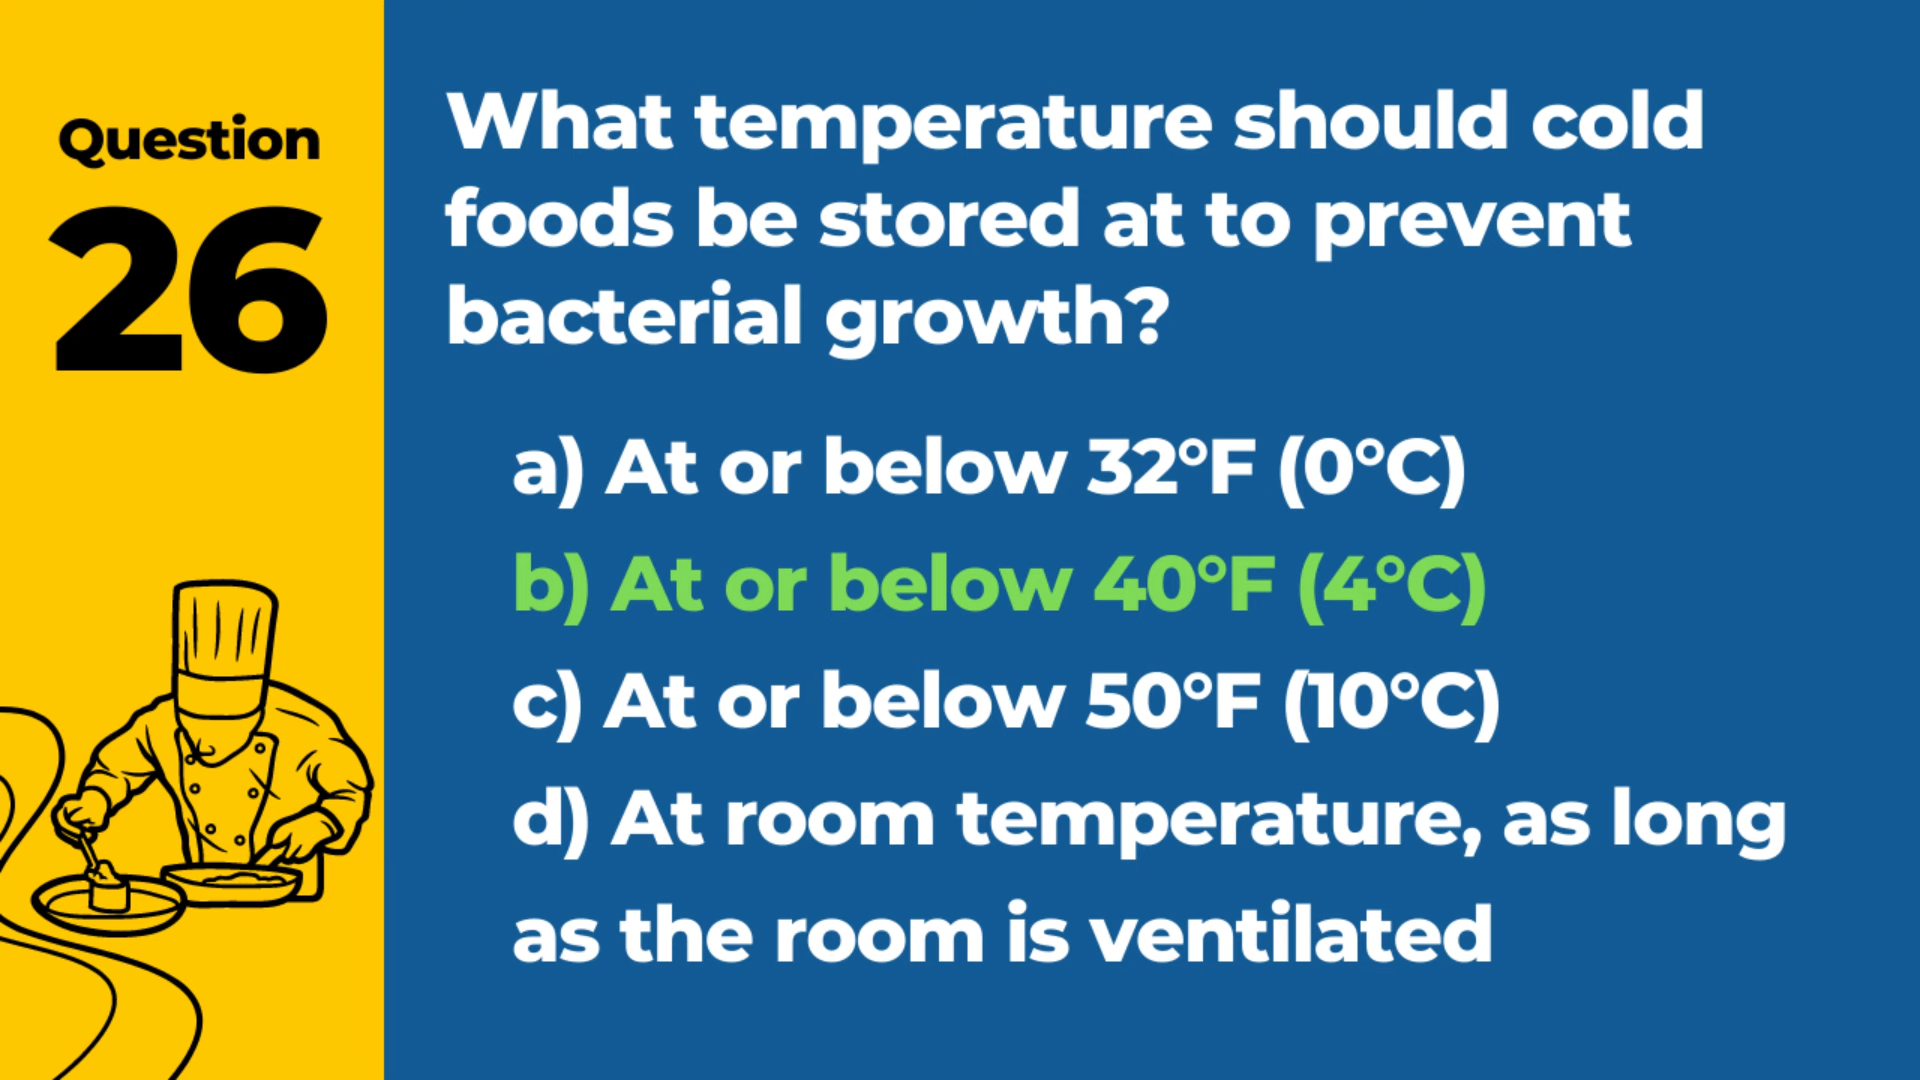 Question
26
What temperature should cold
foods be stored at to prevent
bacterial growth?
a) At or below 32°F (0°C)
b) At or below 40°F (4°C)
c) At or below 50°F (10°C)
d) At room temperature, as long
as the room is ventilated